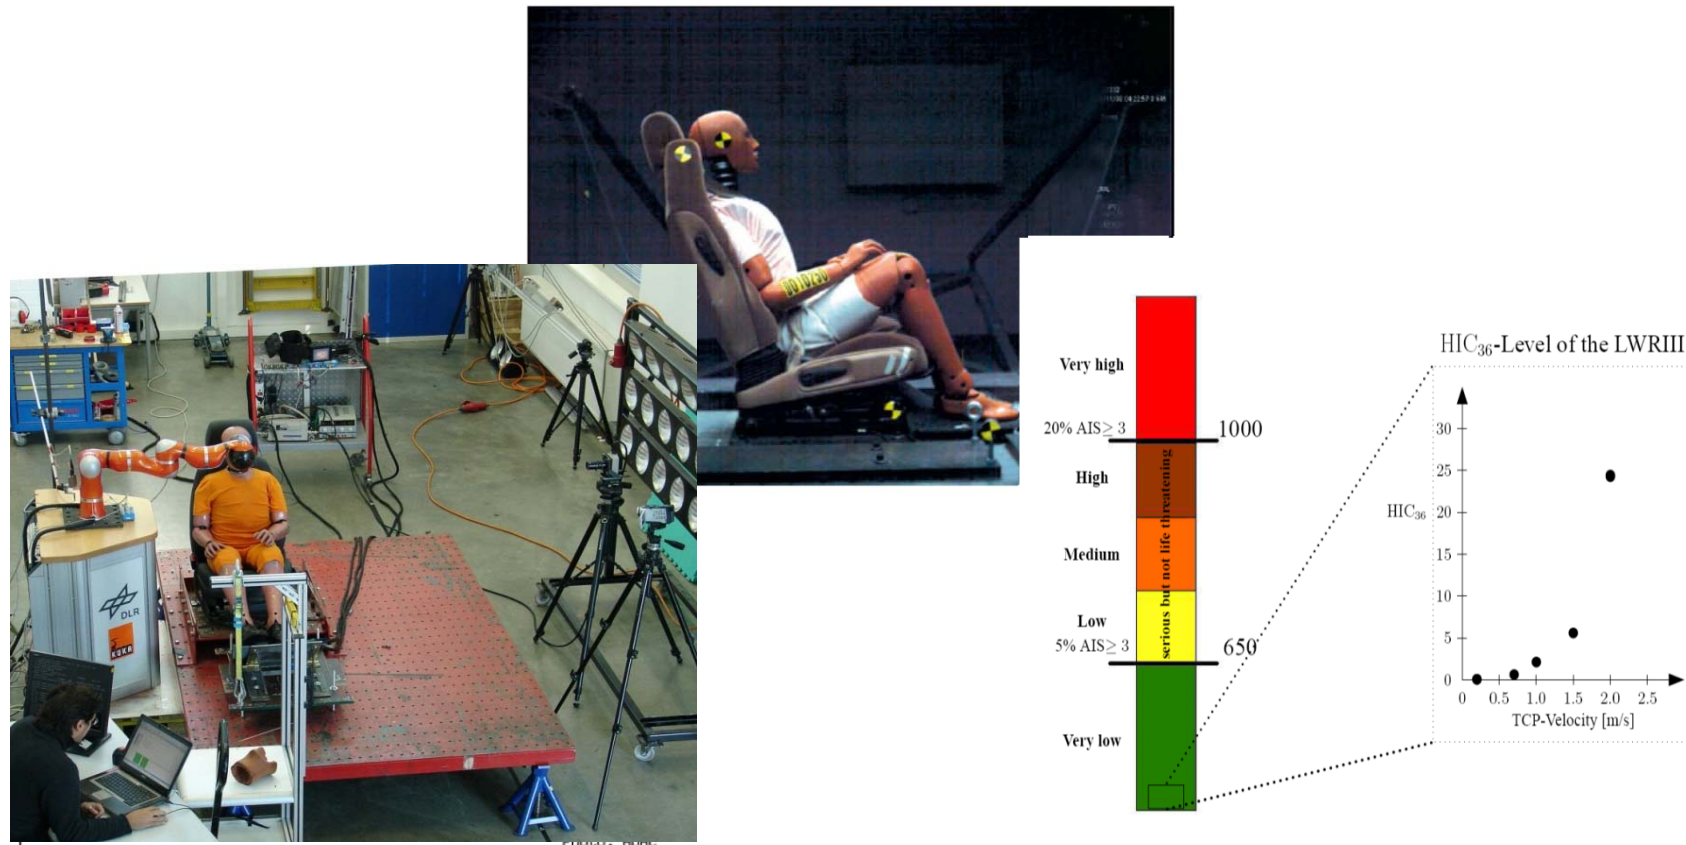 HIC₃₆-Level of the LWRIII
Very high
20% AIS≥ 3
1000
High
Medium
Low
5% AIS≥ 3
650
Very low
serious but not life threatening
30
25
20
15
10
5
0
HIC₃₆
0 0.5 1.0 1.5 2.0 2.5
TCP-Velocity [m/s]
DLR
KUKA